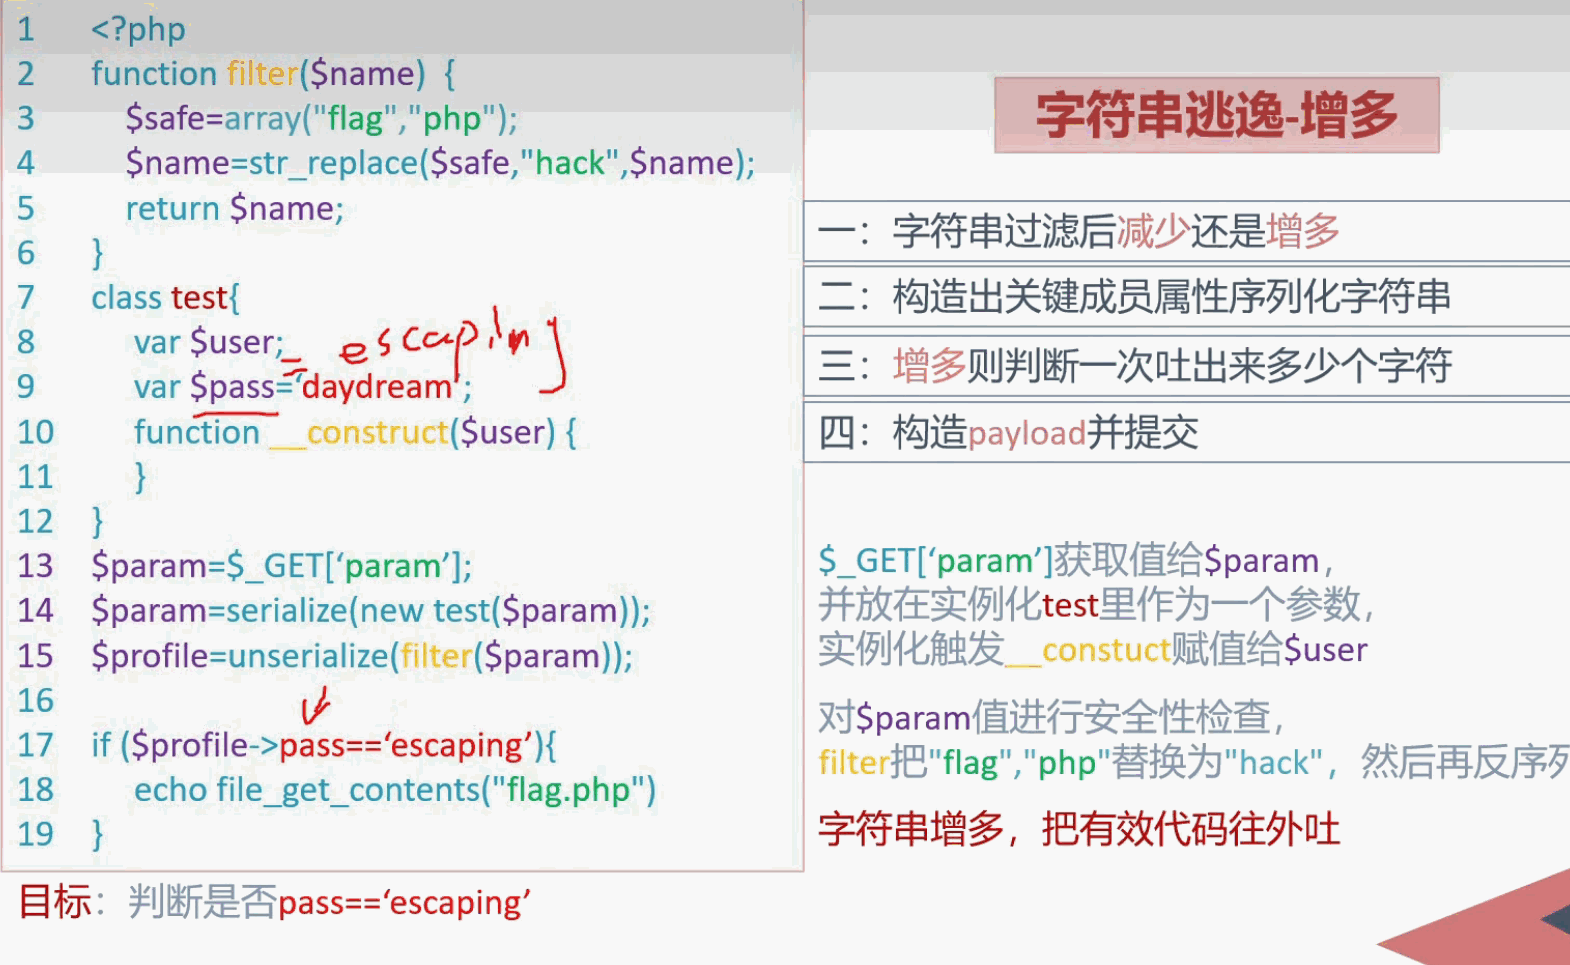 1 <?php
2 function filter($name) {
3 $safe=array("flag","php");
4 $name=str_replace($safe,"hack",$name);
5 return $name;
6 }
7 class test{
8 var $user;
escaping
9 var $pass='daydream';
10 function __construct($user) {
11 }
12 }
13 $param=$_GET['param'];
14 $param=serialize(new test($param));
15 $profile=unserialize(filter($param));
16
17 if ($profile->pass=='escaping'){
18 echo file_get_contents("flag.php")
19 }
目标：判断是否pass=='escaping'
字符串逃逸-增多
一：字符串过滤后减少还是增多
二：构造出关键成员属性序列化字符串
三：增多则判断一次吐出来多少个字符
四：构造payload并提交
$_GET['param']获取值给$param，
并放在实例化test里作为一个参数，
实例化触发__constuct赋值给$user
对$param值进行安全性检查，
filter把"flag","php"替换为"hack"，然后再反序列
字符串增多，把有效代码往外吐